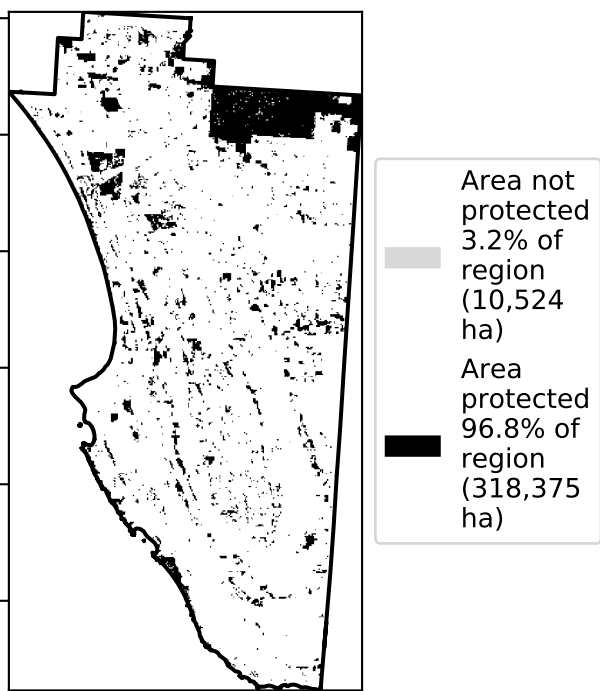 Area not
protected
3.2% of
region
(10,524
ha)
Area
protected
96.8% of
region
(318,375
ha)